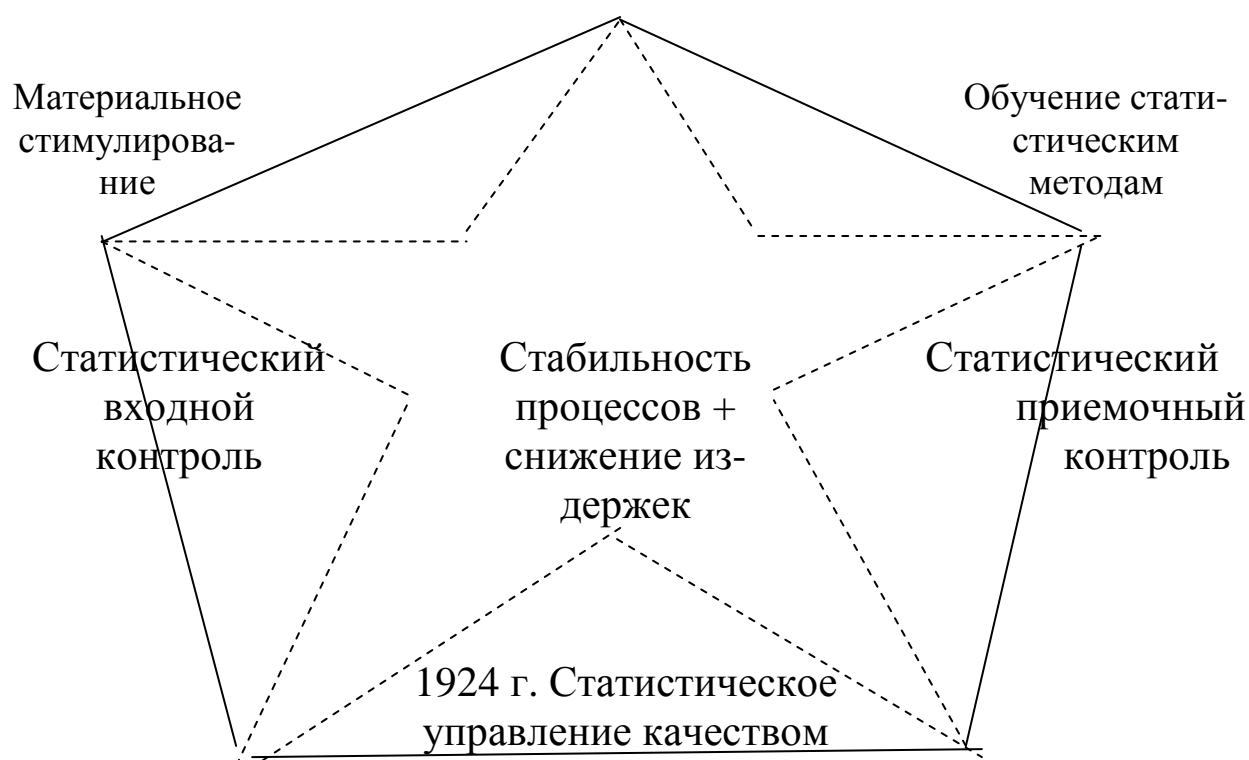 Материальное
стимулирова-
ние
Обучение стати-
стическим
методам
Статистический
входной
контроль
Стабильность
процессов +
снижение из-
держек
Статистический
приемочный
контроль
1924 г. Статистическое
управление качеством